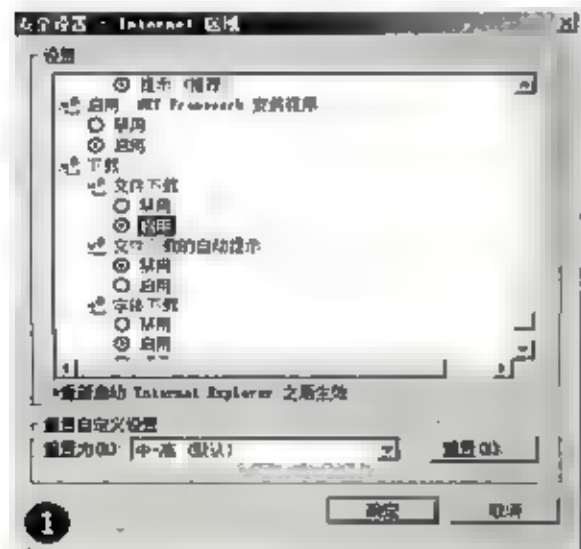 安全设置 - Internet 区域
设置
提示 (推荐
启用 .NET Framework 安装程序
禁用
启用
下载
文件下载
禁用
启用
文件下载的自动提示
禁用
启用
字体下载
禁用
启用
*重新启动 Internet Explorer 之后生效
重置自定义设置
重置为(R): 中-高 (默认)
重置(E)...
确定
取消
1